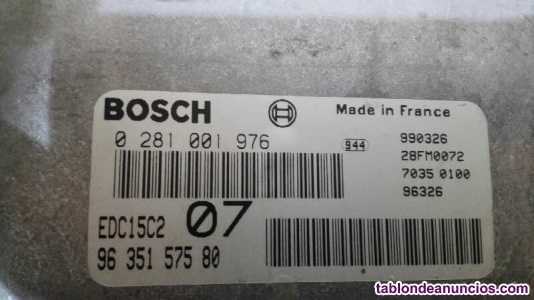 BOSCH
Made in France
0 281 001 976
944
990326
28FM0072
7035 0100
96326
EDC15C2 07
96 351 575 80
tablondeanuncios.com